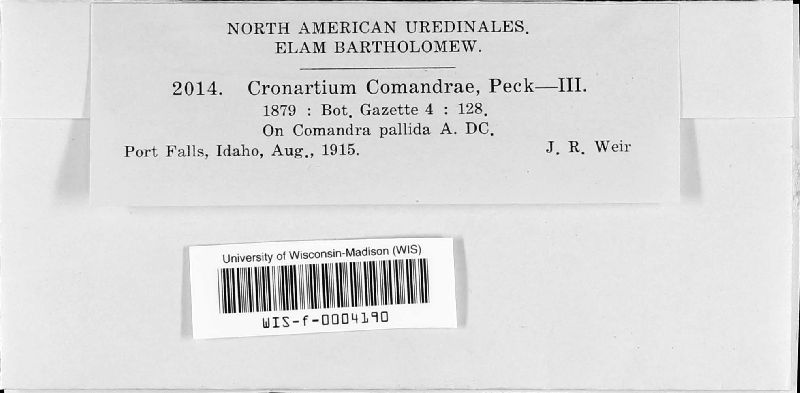 NORTH AMERICAN UREDINALES.
ELAM BARTHOLOMEW.
2014. Cronartium Comandrae, Peck—III.
1879 : Bot. Gazette 4 : 128.
On Comandra pallida A. DC.
Port Falls, Idaho, Aug., 1915. J. R. Weir
University of Wisconsin-Madison (WIS)
WIS-f-0004190